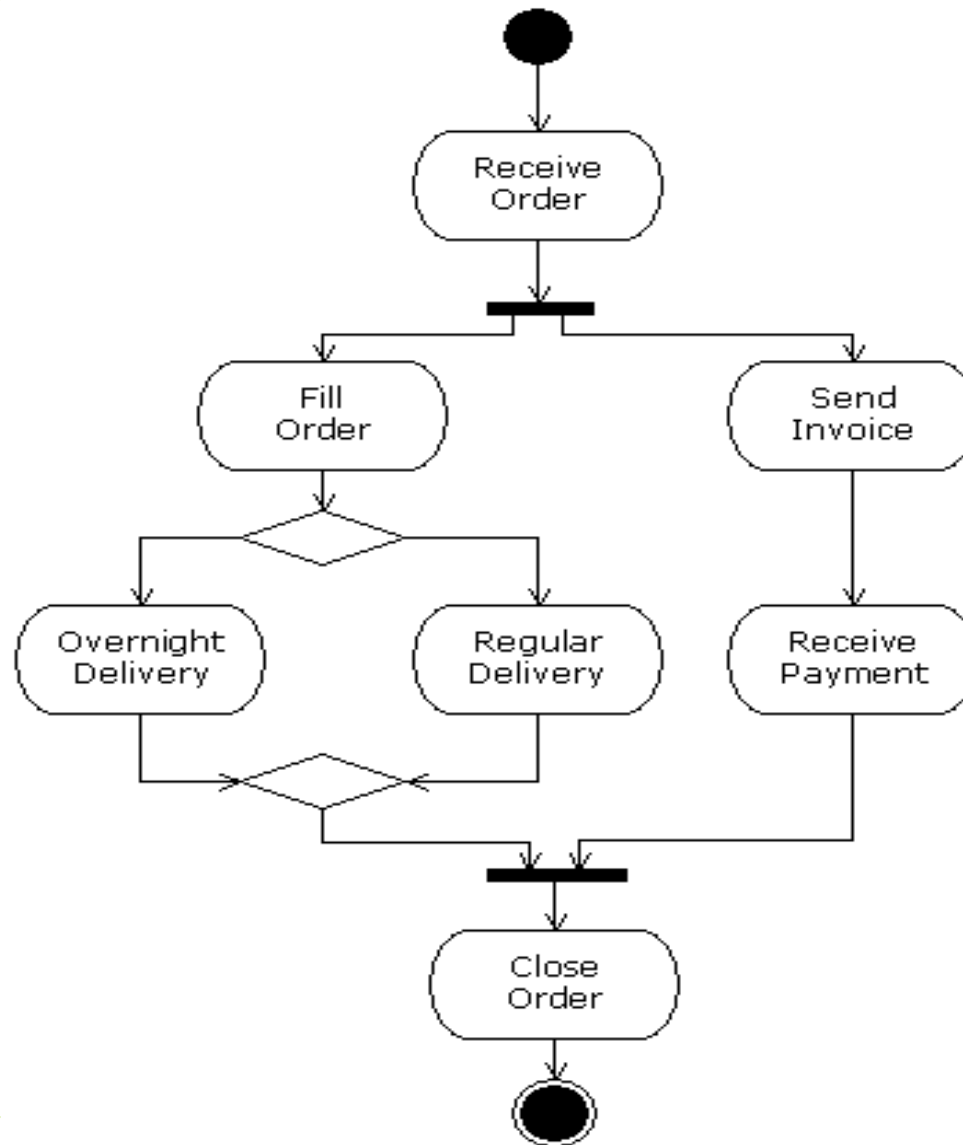 Receive
Order
Fill
Order
Send
Invoice
Overnight
Delivery
Regular
Delivery
Receive
Payment
Close
Order